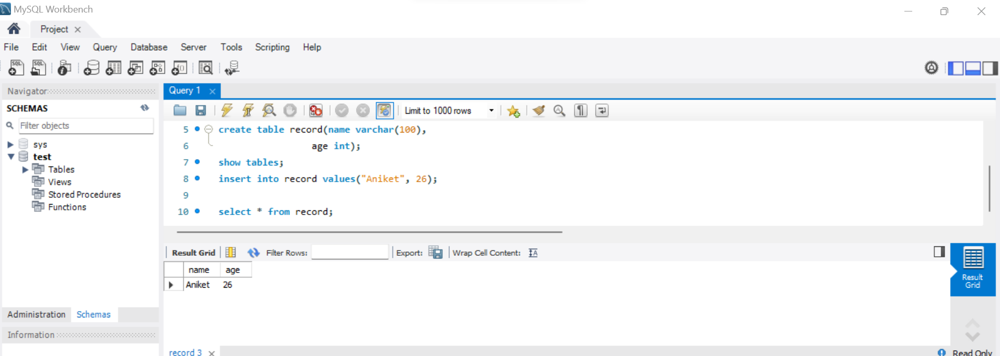 MySQL Workbench
Project
File Edit View Query Database Server Tools Scripting Help
SQL SQL
Navigator
Query 1
SCHEMAS
Limit to 1000 rows
Filter objects
sys
test
Tables
Views
Stored Procedures
Functions
5 create table record(name varchar(100),
6 age int);
7 show tables;
8 insert into record values("Aniket", 26);
9
10 select * from record;
Result Grid Filter Rows: Export: Wrap Cell Content: IA
name age
Aniket 26
Result
Grid
Administration Schemas
Information
record 3
Read Only